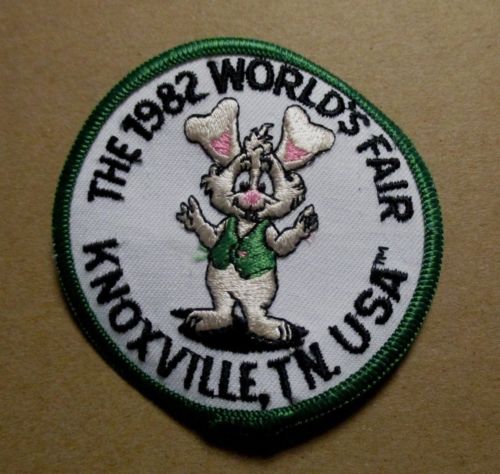 THE 1982 WORLD'S FAIR
KNOXVILLE, TN. USA™